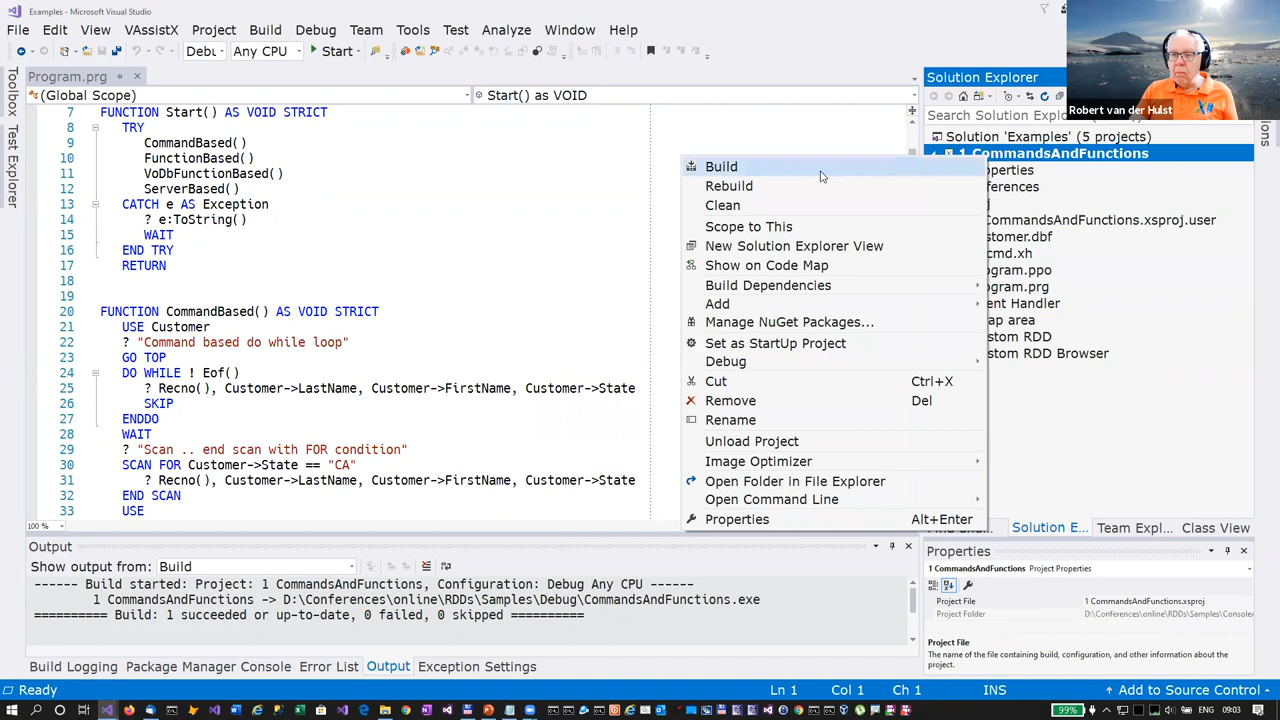 Examples - Microsoft Visual Studio
File Edit View VAssistX Project Build Debug Team Tools Test Analyze Window Help
Debu Any CPU Start
Toolbox
Test Explorer
Program.prg
(Global Scope) Start() as VOID
7 FUNCTION Start() AS VOID STRICT
8 TRY
9 CommandBased()
10 FunctionBased()
11 VoDbFunctionBased()
12 ServerBased()
13 CATCH e AS Exception
14 ? e:ToString()
15 WAIT
16 END TRY
17 RETURN
18
19
20 FUNCTION CommandBased() AS VOID STRICT
21 USE Customer
22 ? "Command based do while loop"
23 GO TOP
24 DO WHILE ! Eof()
25 ? Recno(), Customer->LastName, Customer->FirstName, Customer->State
26 SKIP
27 ENDDO
28 WAIT
29 ? "Scan .. end scan with FOR condition"
30 SCAN FOR Customer->State == "CA"
31 ? Recno(), Customer->LastName, Customer->FirstName, Customer->State
32 END SCAN
33 USE
100 %
Build
Rebuild
Clean
Scope to This
New Solution Explorer View
Show on Code Map
Build Dependencies
Add
Manage NuGet Packages...
Set as StartUp Project
Debug
Cut Ctrl+X
Remove Del
Rename
Unload Project
Image Optimizer
Open Folder in File Explorer
Open Command Line
Properties Alt+Enter
Solution Explorer
Search Solution Explo
Solution 'Examples' (5 projects)
1 CommandsAndFunctions
operties
ferences
j
CommandsAndFunctions.xsproj.user
ustomer.dbf
cmd.xh
ogram.ppo
ogram.prg
ent Handler
ap area
stom RDD
stom RDD Browser
Robert van der Hulst
X4
ions
Solution E... Team Expl... Class View
Output
Show output from: Build
------ Build started: Project: 1 CommandsAndFunctions, Configuration: Debug Any CPU ------
1 CommandsAndFunctions -> D:\Conferences\online\RDDs\Samples\Debug\CommandsAndFunctions.exe
========== Build: 1 succeeded or up-to-date, 0 failed, 0 skipped ==========
Build Logging Package Manager Console Error List Output Exception Settings
Properties
1 CommandsAndFunctions Project Properties
Project File 1 CommandsAndFunctions.xsproj
Project Folder D:\Conferences\online\RDDs\Samples\ConsoleA
Project File
The name of the file containing build, configuration, and other information about the
project.
Ready Ln 1 Col 1 Ch 1 INS Add to Source Control
99% 09:03